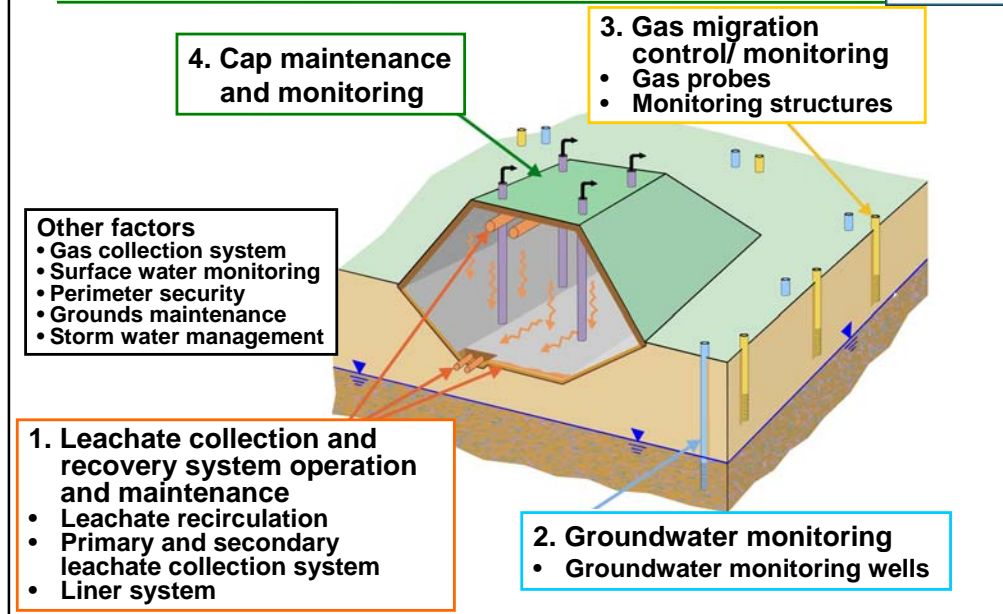 4. Cap maintenance
and monitoring
3. Gas migration
control/ monitoring
• Gas probes
• Monitoring structures
Other factors
• Gas collection system
• Surface water monitoring
• Perimeter security
• Grounds maintenance
• Storm water management
1. Leachate collection and
recovery system operation
and maintenance
• Leachate recirculation
• Primary and secondary
leachate collection system
• Liner system
2. Groundwater monitoring
• Groundwater monitoring wells